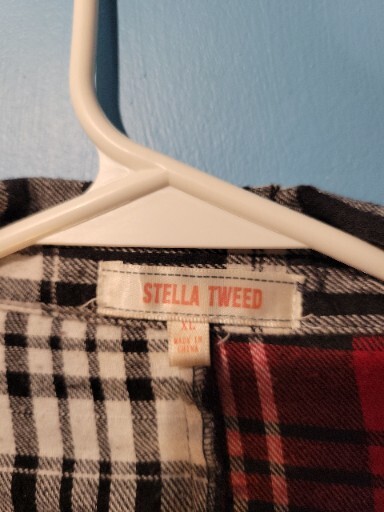 STELLA TWEED
XL
MADE IN
CHINA